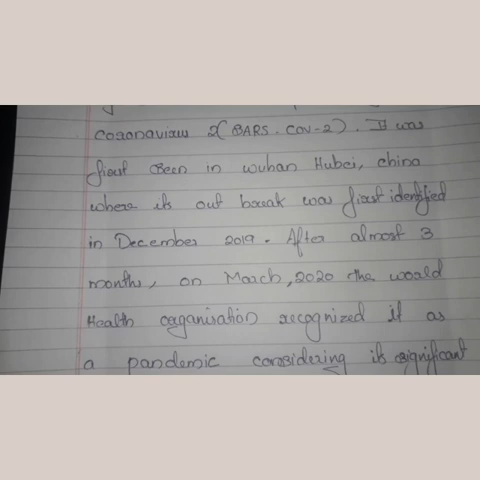 coronavirus 2(BARS-COV-2). It was
first seen in wuhan Hubei, china
where its out break was first identified
in December 2019. After almost 3
months, on March, 2020 the world
Health organisation recognized it as
a pandemic considering its significant